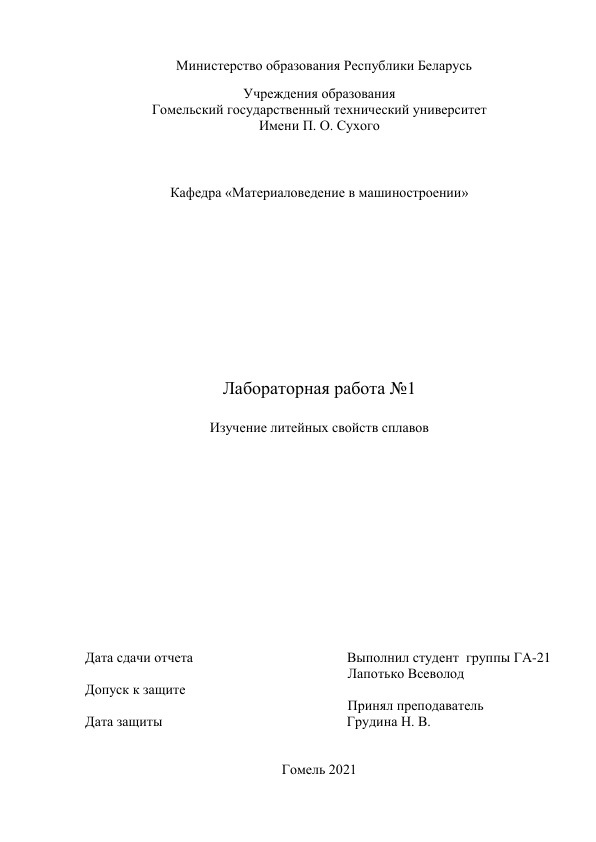 Министерство образования Республики Беларусь
Учреждения образования
Гомельский государственный технический университет
Имени П. О. Сухого
Кафедра «Материаловедение в машиностроении»
Лабораторная работа №1
Изучение литейных свойств сплавов
Дата сдачи отчета Выполнил студент группы ГА-21
Лапотько Всеволод
Допуск к защите
Принял преподаватель
Дата защиты Грудина Н. В.
Гомель 2021